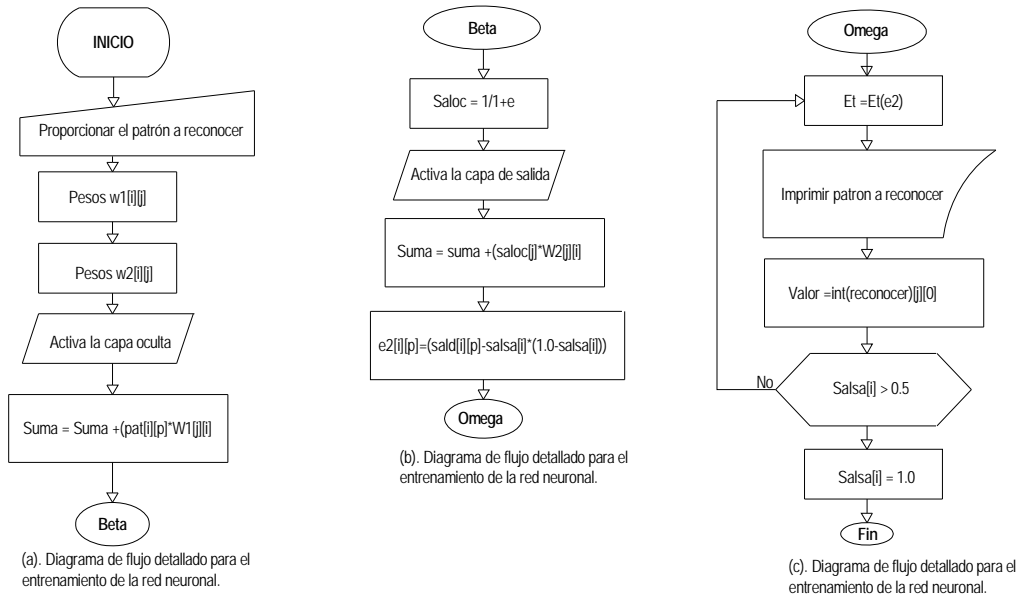 INICIO
Proporcionar el patrón a reconocer
Pesos w1[i][j]
Pesos w2[i][j]
Activa la capa oculta
Suma = Suma +(pat[i][p]*W1[j][i]
Beta
(a). Diagrama de flujo detallado para el
entrenamiento de la red neuronal.
Beta
Saloc = 1/1+e
Activa la capa de salida
Suma = suma +(saloc[j]*W2[j][i]
e2[i][p]=(sald[i][p]-salsa[i]*(1.0-salsa[i]))
Omega
(b). Diagrama de flujo detallado para el
entrenamiento de la red neuronal.
Omega
Et =Et(e2)
Imprimir patron a reconocer
Valor =int(reconocer)[j][0]
No
Salsa[i] > 0.5
Salsa[i] = 1.0
Fin
(c). Diagrama de flujo detallado para el
entrenamiento de la red neuronal.